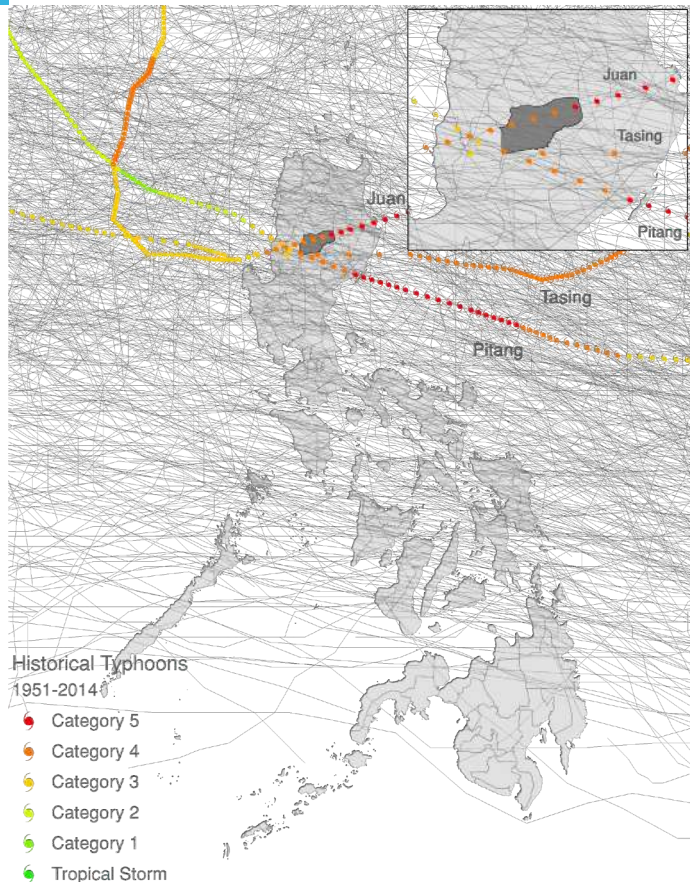 Juan
Tasing
Pitang
Juan
Tasing
Pitang
Historical Typhoons
1951-2014
Category 5
Category 4
Category 3
Category 2
Category 1
Tropical Storm